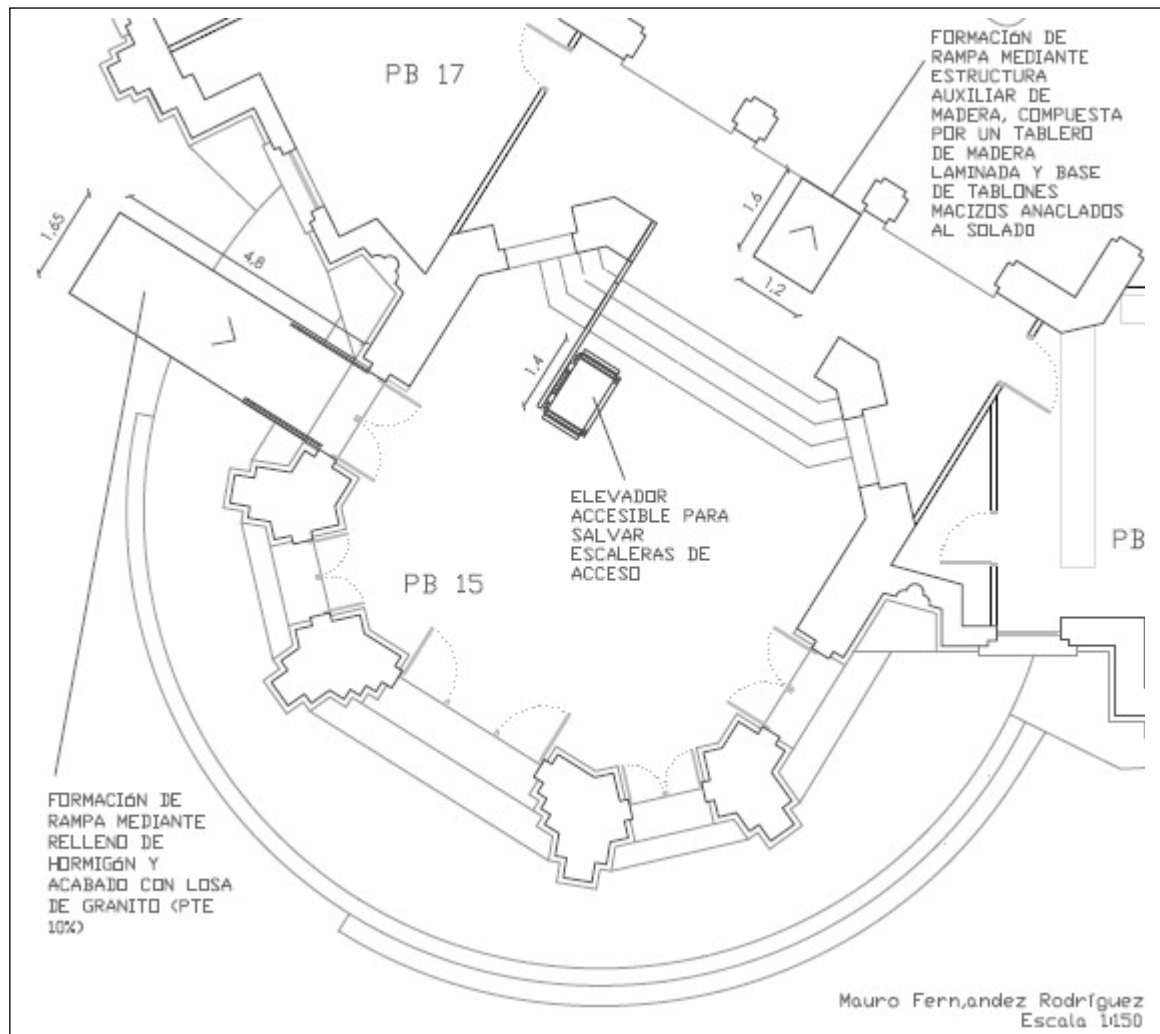 PB 17
FORMACIóN DE
RAMPA MEDIANTE
ESTRUCTURA
AUXILIAR DE
MADERA, COMPUESTA
POR UN TABLERO
DE MADERA
LAMINADA Y BASE
DE TABLONES
MACIZOS ANACLADOS
AL SOLADO
1,65
4,8
1,6
1,2
1,4
ELEVADOR
ACCESIBLE PARA
SALVAR
ESCALERAS DE
ACCESO
PB
PB 15
FORMACIóN DE
RAMPA MEDIANTE
RELLENO DE
HORMIGóN Y
ACABADO CON LOSA
DE GRANITO (PTE
10%)
Mauro Fern,andez Rodríguez
Escala 1:150